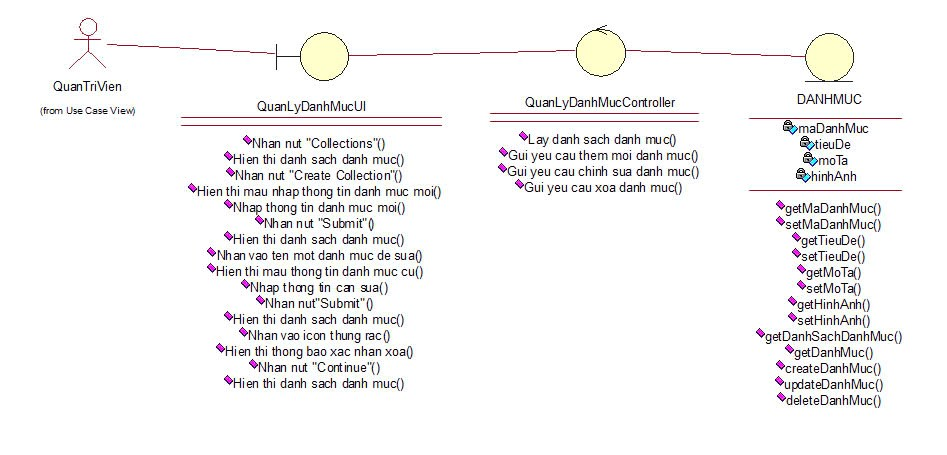 QuanTriVien
(from Use Case View)
QuanLyDanhMucUI
Nhan nut "Collections"()
Hien thi danh sach danh muc()
Nhan nut "Create Collection"()
Hien thi mau nhap thong tin danh muc moi()
Nhap thong tin danh muc moi()
Nhan nut "Submit"()
Hien thi danh sach danh muc()
Nhan vao ten mot danh muc de sua()
Hien thi mau thong tin danh muc cu()
Nhap thong tin can sua()
Nhan nut"Submit"()
Hien thi danh sach danh muc()
Nhan vao icon thung rac()
Hien thi thong bao xac nhan xoa()
Nhan nut "Continue"()
Hien thi danh sach danh muc()
QuanLyDanhMucController
Lay danh sach danh muc()
Gui yeu cau them moi danh muc()
Gui yeu cau chinh sua danh muc()
Gui yeu cau xoa danh muc()
DANHMUC
maDanhMuc
tieuDe
moTa
hinhAnh
getMaDanhMuc()
setMaDanhMuc()
getTieuDe()
setTieuDe()
getMoTa()
setMoTa()
getHinhAnh()
setHinhAnh()
getDanhSachDanhMuc()
getDanhMuc()
createDanhMuc()
updateDanhMuc()
deleteDanhMuc()